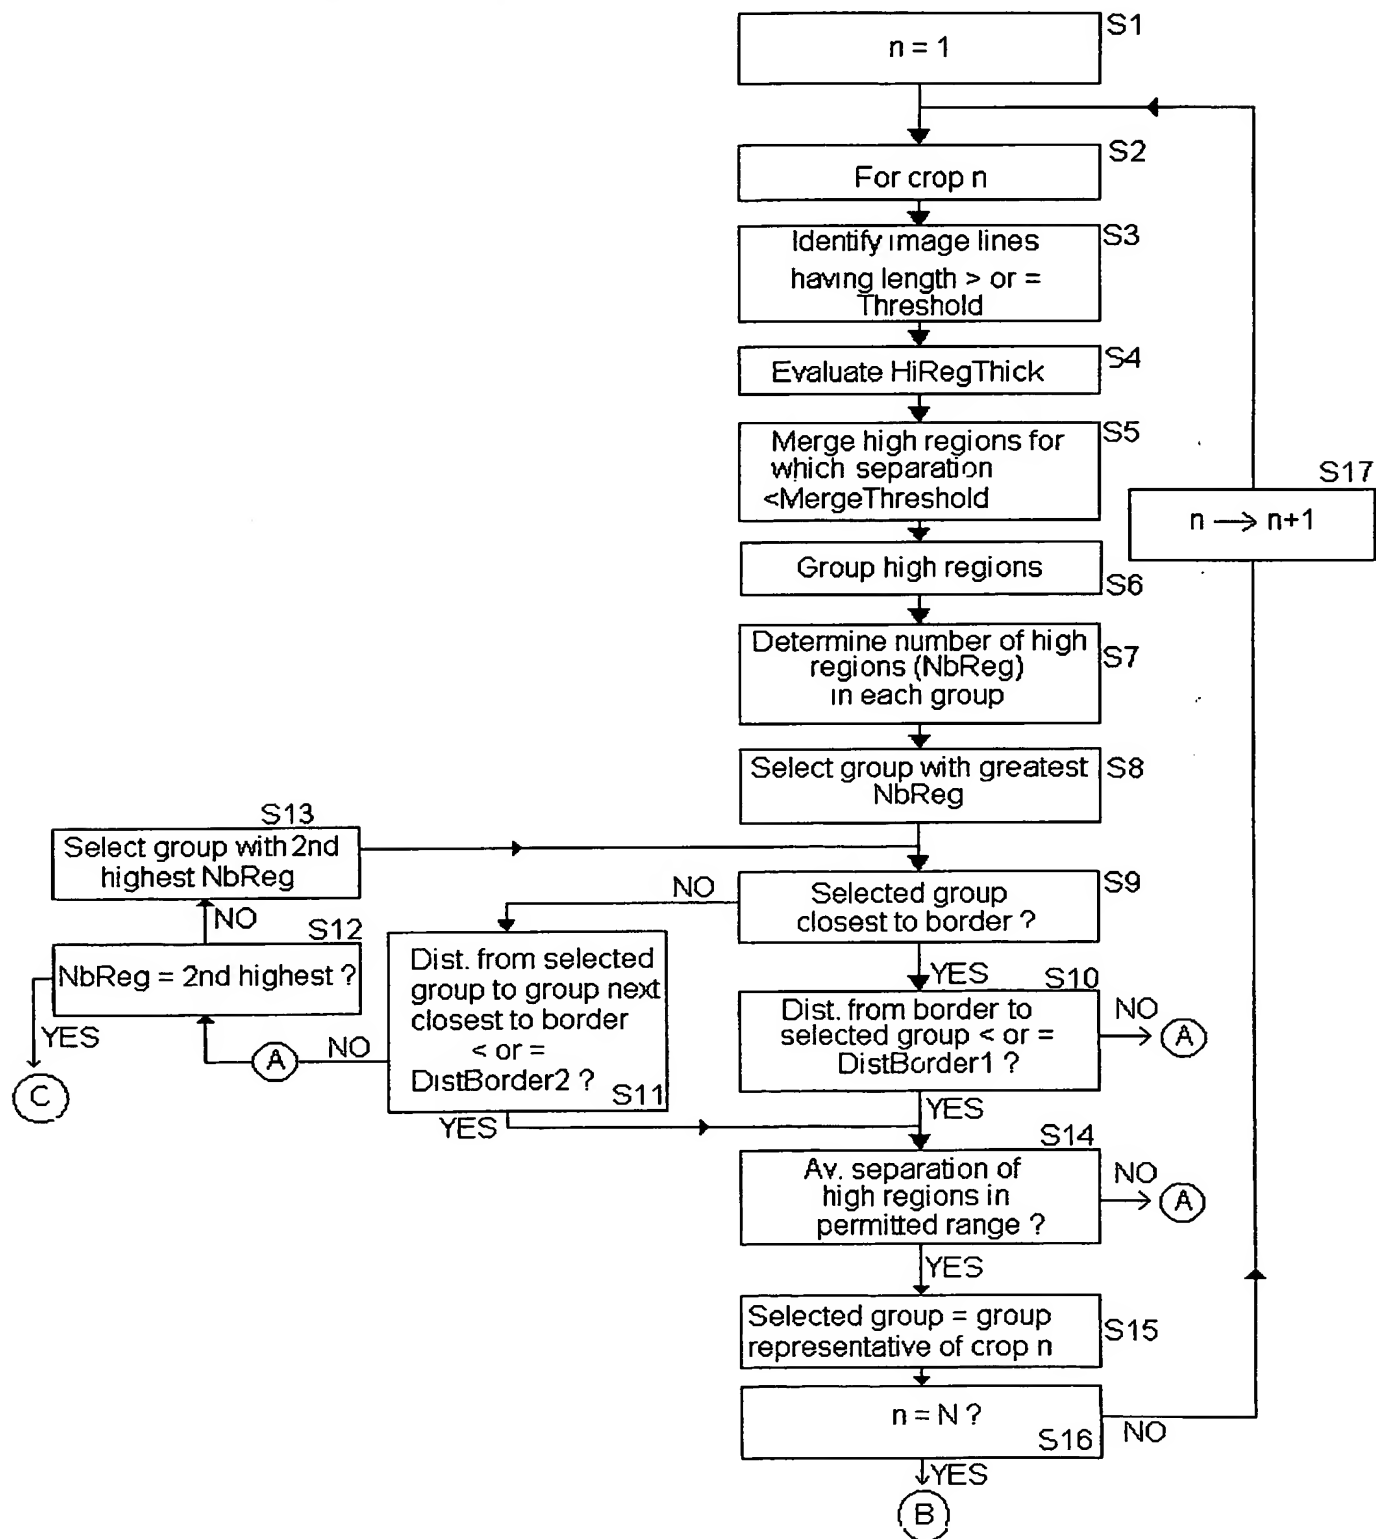 S1
n = 1
S2
For crop n
S3
Identify image lines
having length > or =
Threshold
S4
Evaluate HiRegThick
S5
Merge high regions for
which separation
<MergeThreshold
S17
n → n+1
Group high regions
S6
Determine number of high
regions (NbReg)
in each group
S7
Select group with greatest
NbReg
S8
S13
Select group with 2nd
highest NbReg
NO
S9
Selected group
closest to border ?
NO
S12
NbReg = 2nd highest ?
YES
C
A
NO
Dist. from selected
group to group next
closest to border
< or =
DistBorder2 ?
S11
YES
YES
S10
Dist. from border to
selected group < or =
DistBorder1 ?
NO
A
YES
S14
Av. separation of
high regions in
permitted range ?
NO
A
YES
Selected group = group
representative of crop n
S15
n = N ?
S16
NO
YES
B